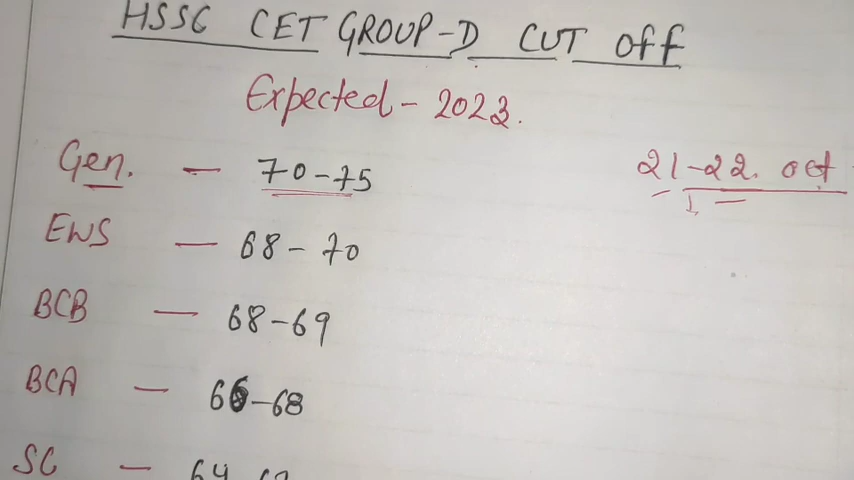 HSSC CET GROUP-D CUT Off
Expected - 2023.
Gen. - 70-75
21-22. oct
EWS - 68-70
BCB - 68-69
BCA - 66-68
SC - 64